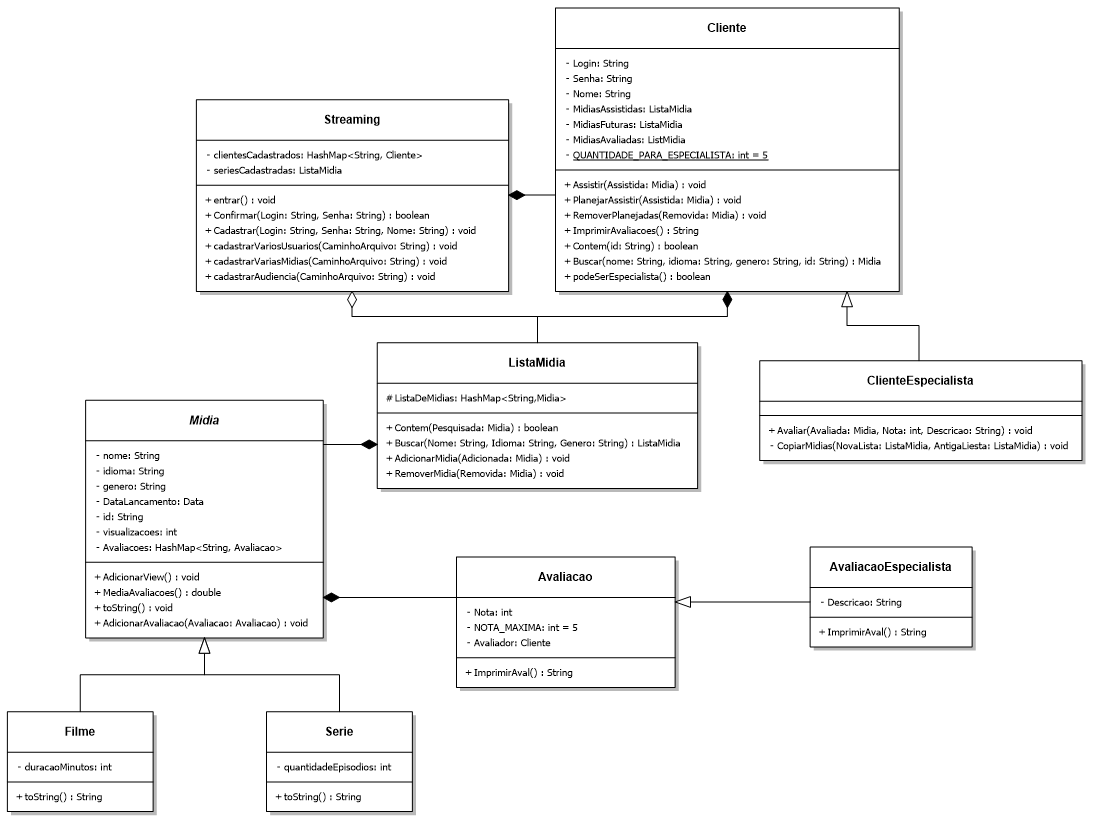 Cliente
- Login: String
- Senha: String
- Nome: String
- MidiasAssistidas: ListaMidia
- MidiasFuturas: ListaMidia
- MidiasAvaliadas: ListMidia
- QUANTIDADE_PARA_ESPECIALISTA: int = 5
+ Assistir(Assistida: Midia) : void
+ PlanejarAssistir(Assistida: Midia) : void
+ RemoverPlanejadas(Removida: Midia) : void
+ ImprimirAvaliacoes() : String
+ Contem(id: String) : boolean
+ Buscar(nome: String, idioma: String, genero: String, id: String) : Midia
+ podeSerEspecialista() : boolean
Streaming
- clientesCadastrados: HashMap<String, Cliente>
- seriesCadastradas: ListaMidia
+ entrar() : void
+ Confirmar(Login: String, Senha: String) : boolean
+ Cadastrar(Login: String, Senha: String, Nome: String) : void
+ cadastrarVariosUsuarios(CaminhoArquivo: String) : void
+ cadastrarVariasMidias(CaminhoArquivo: String) : void
+ cadastrarAudiencia(CaminhoArquivo: String) : void
ListaMidia
# ListaDeMidias: HashMap<String,Midia>
+ Contem(Pesquisada: Midia) : boolean
+ Buscar(Nome: String, Idioma: String, Genero: String) : ListaMidia
+ AdicionarMidia(Adicionada: Midia) : void
+ RemoverMidia(Removida: Midia) : void
ClienteEspecialista
+ Avaliar(Avaliada: Midia, Nota: int, Descricao: String) : void
- CopiarMidias(NovaLista: ListaMidia, AntigaLiesta: ListaMidia) : void
Midia
- nome: String
- idioma: String
- genero: String
- DataLancamento: Data
- id: String
- visualizacoes: int
- Avaliacoes: HashMap<String, Avaliacao>
+ AdicionarView() : void
+ MediaAvaliacoes() : double
+ toString() : void
+ AdicionarAvaliacao(Avaliacao: Avaliacao) : void
Avaliacao
- Nota: int
- NOTA_MAXIMA: int = 5
- Avaliador: Cliente
+ ImprimirAval() : String
AvaliacaoEspecialista
- Descricao: String
+ ImprimirAval() : String
Filme
- duracaoMinutos: int
+ toString() : String
Serie
- quantidadeEpisodios: int
+ toString() : String